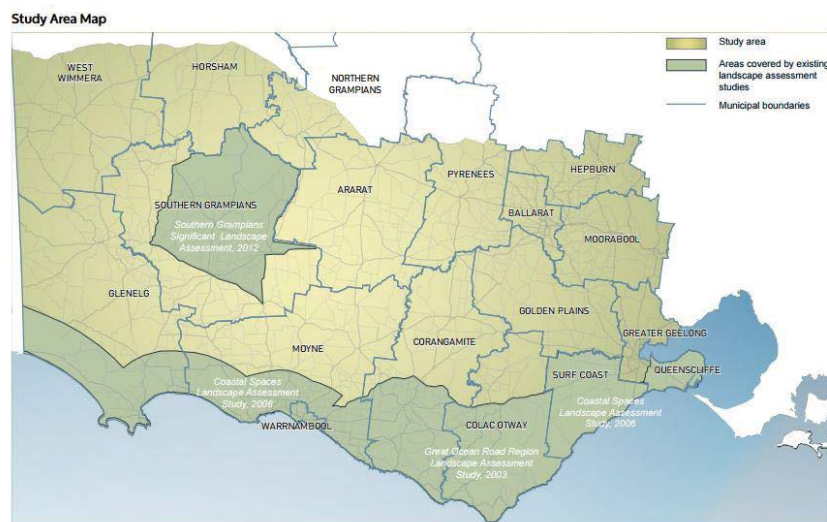 Study Area Map
Study area
Areas covered by existing
landscape assessment
studies
Municipal boundaries
WEST
WIMMERA
HORSHAM
NORTHERN
GRAMPIANS
HEPBURN
PYRENEES
ARARAT
SOUTHERN GRAMPIANS
Southern Grampians
Significant Landscape
Assessment, 2012
BALLARAT
MOORABOOL
GLENELG
GOLDEN PLAINS
GREATER GEELONG
MOYNE
CORANGAMITE
QUEENSCLIFFE
SURF COAST
Coastal Spaces
Landscape Assessment
Study, 2006
Coastal Spaces
Landscape Assessment
Study, 2006
WARRNAMBOOL
COLAC OTWAY
Great Ocean Road Region
Landscape Assessment
Study, 2003